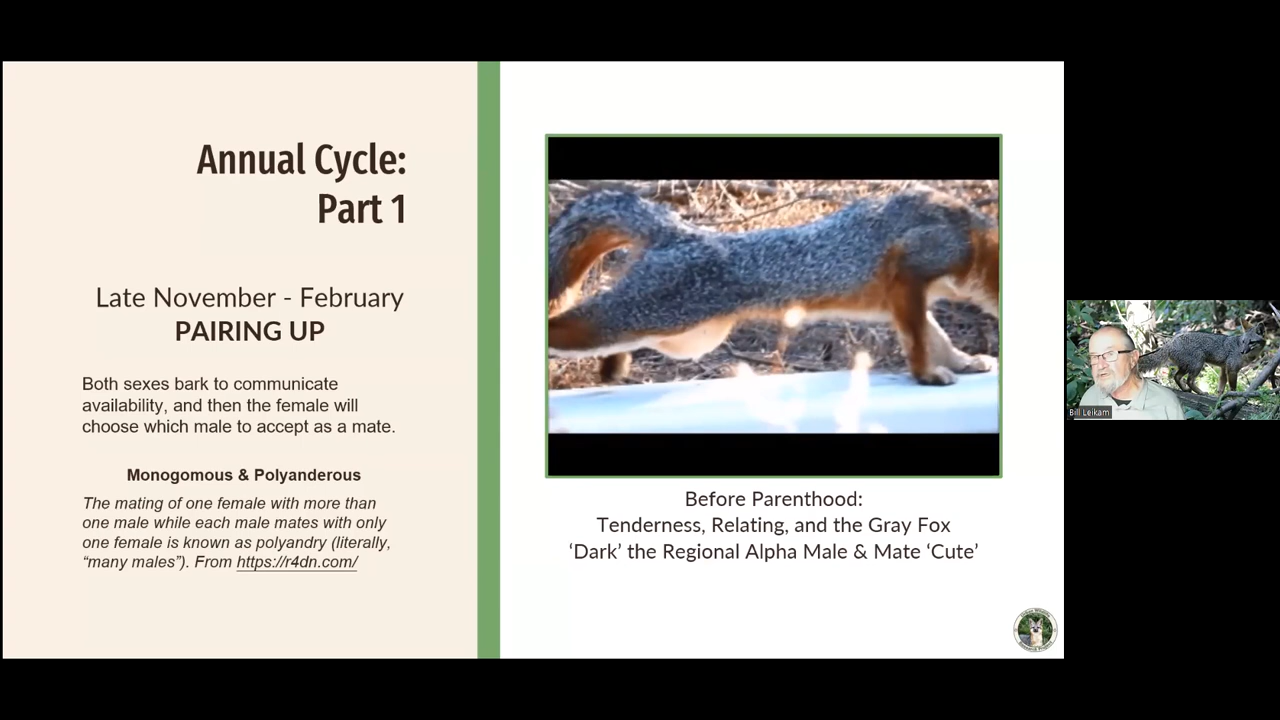 Annual Cycle:
Part 1
Late November - February
PAIRING UP
Both sexes bark to communicate
availability, and then the female will
choose which male to accept as a mate.
Monogomous & Polyanderous
The mating of one female with more than
one male while each male mates with only
one female is known as polyandry (literally,
“many males”). From https://r4dn.com/
Before Parenthood:
Tenderness, Relating, and the Gray Fox
‘Dark’ the Regional Alpha Male & Mate ‘Cute’
Bill Leikam